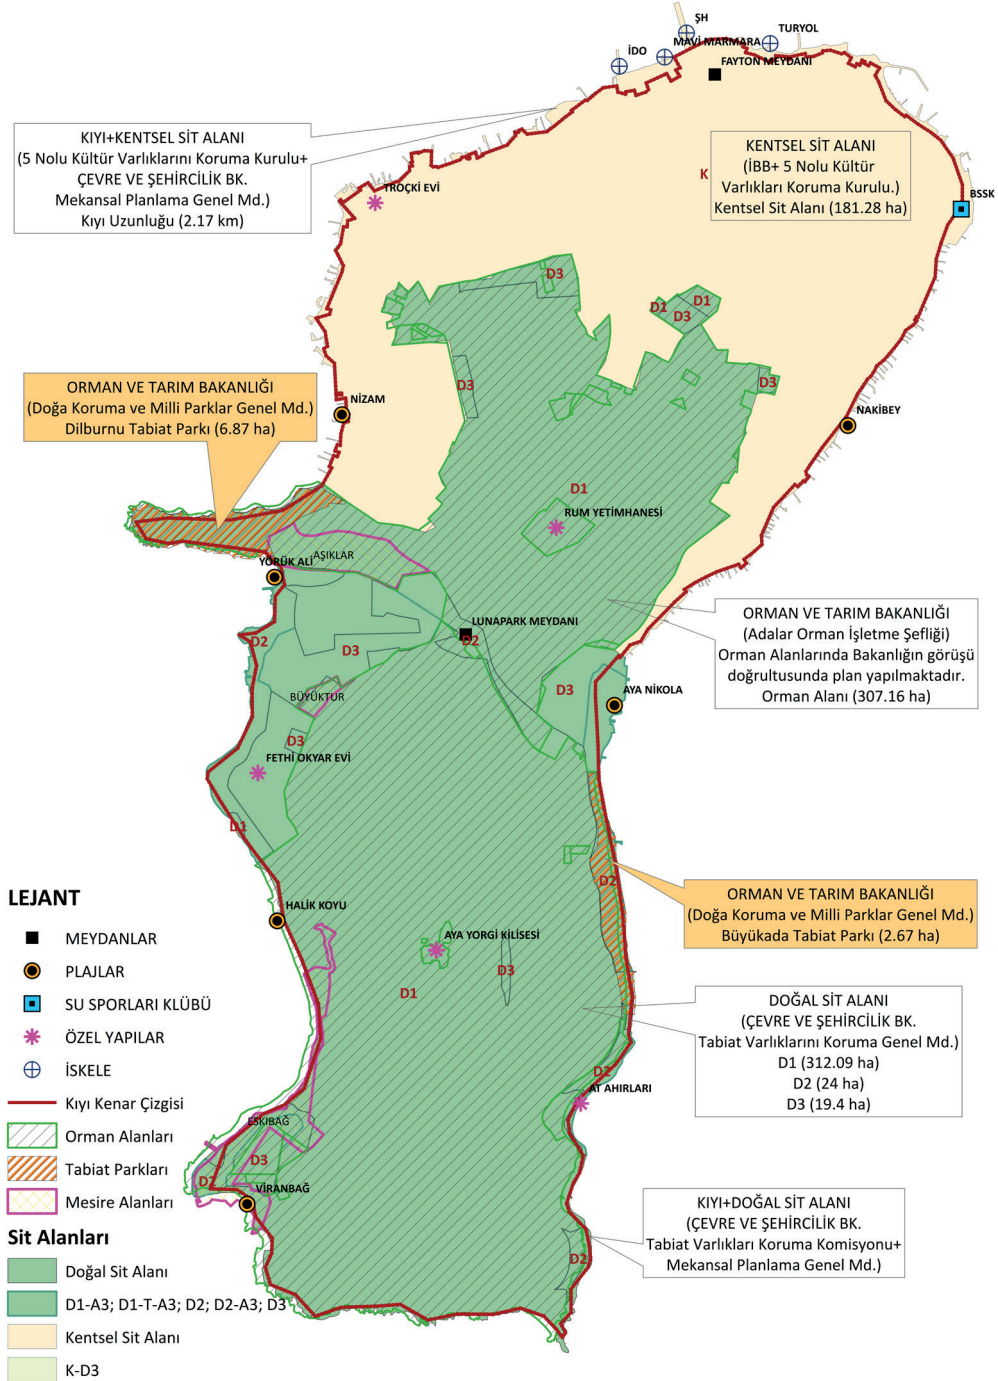 ŞH
TURYOL
MAVİ MARMARA
İDO
FAYTON MEYDANI
KIYI+KENTSEL SİT ALANI
(5 Nolu Kültür Varlıklarını Koruma Kurulu+
ÇEVRE VE ŞEHİRCİLİK BK.
Mekansal Planlama Genel Md.)
Kıyı Uzunluğu (2.17 km)
KENTSEL SİT ALANI
(İBB+ 5 Nolu Kültür
Varlıkları Koruma Kurulu.)
Kentsel Sit Alanı (181.28 ha)
K
TROÇKİ EVİ
BSSK
D3
D1
D1
D3
D3
D3
ORMAN VE TARIM BAKANLIĞI
(Doğa Koruma ve Milli Parklar Genel Md.)
Dilburnu Tabiat Parkı (6.87 ha)
NİZAM
NAKİBEY
D1
RUM YETİMHANESİ
AŞIKLAR
YÖRÜK ALİ
LUNAPARK MEYDANI
D2
D2
D3
ORMAN VE TARIM BAKANLIĞI
(Adalar Orman İşletme Şefliği)
Orman Alanlarında Bakanlığın görüşü
doğrultusunda plan yapılmaktadır.
Orman Alanı (307.16 ha)
D3
AYA NİKOLA
BÜYÜKTUR
D3
FETHİ OKYAR EVİ
D1
D2
ORMAN VE TARIM BAKANLIĞI
(Doğa Koruma ve Milli Parklar Genel Md.)
Büyükada Tabiat Parkı (2.67 ha)
HALİK KOYU
AYA YORGİ KİLİSESİ
D3
D1
DOĞAL SİT ALANI
(ÇEVRE VE ŞEHİRCİLİK BK.
Tabiat Varlıklarını Koruma Genel Md.)
D1 (312.09 ha)
D2 (24 ha)
D3 (19.4 ha)
D2
AT AHIRLARI
ESKİBAĞ
D3
D2
VİRANBAĞ
KIYI+DOĞAL SİT ALANI
(ÇEVRE VE ŞEHİRCİLİK BK.
Tabiat Varlıkları Koruma Komisyonu+
Mekansal Planlama Genel Md.)
D2
LEJANT
MEYDANLAR
PLAJLAR
SU SPORLARI KLÜBÜ
ÖZEL YAPILAR
İSKELE
Kıyı Kenar Çizgisi
Orman Alanları
Tabiat Parkları
Mesire Alanları
Sit Alanları
Doğal Sit Alanı
D1-A3; D1-T-A3; D2; D2-A3; D3
Kentsel Sit Alanı
K-D3